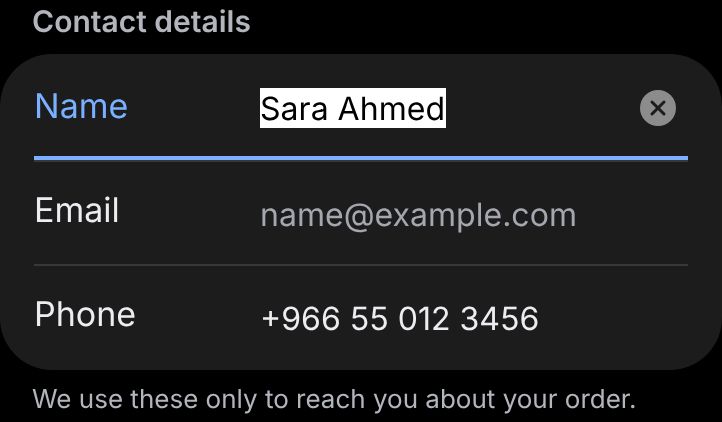 Contact details
Name Sara Ahmed
Email name@example.com
Phone +966 55 012 3456
We use these only to reach you about your order.